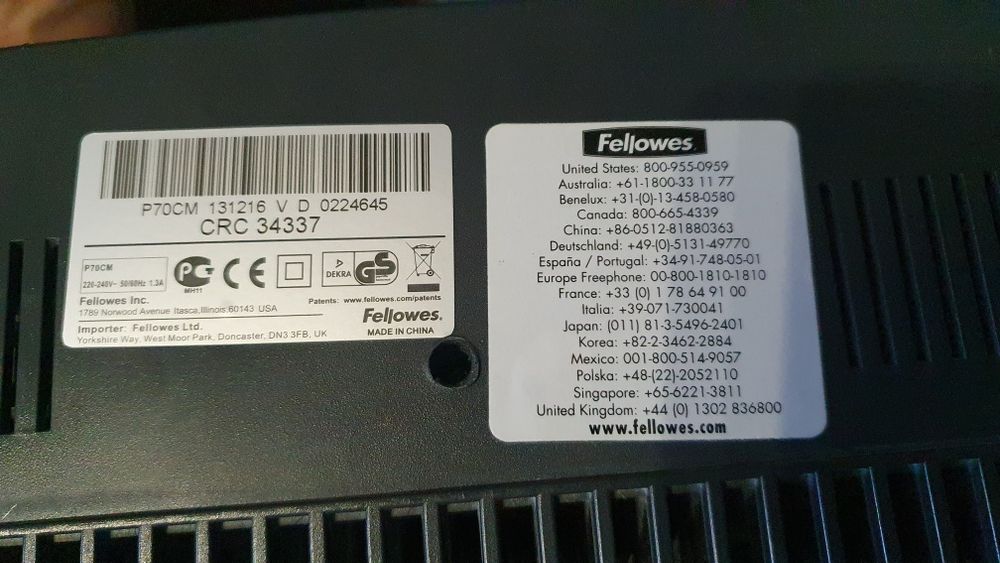 P70CM 131216 V D 0224645
CRC 34337
P70CM
220-240V~ 50/60Hz 1.3A
PG
MH11
CE
DEKRA
GS
Fellowes Inc.
1789 Norwood Avenue Itasca,Illinois,60143 USA
Patents: www.fellowes.com/patents
Fellowes.
Importer: Fellowes Ltd.
Yorkshire Way, West Moor Park, Doncaster, DN3 3FB, UK
MADE IN CHINA
Fellowes.
United States: 800-955-0959
Australia: +61-1800-33 11 77
Benelux: +31-(0)-13-458-0580
Canada: 800-665-4339
China: +86-0512-81880363
Deutschland: +49-(0)-5131-49770
España / Portugal: +34-91-748-05-01
Europe Freephone: 00-800-1810-1810
France: +33 (0) 1 78 64 91 00
Italia: +39-071-730041
Japan: (011) 81-3-5496-2401
Korea: +82-2-3462-2884
Mexico: 001-800-514-9057
Polska: +48-(22)-2052110
Singapore: +65-6221-3811
United Kingdom: +44 (0) 1302 836800
www.fellowes.com